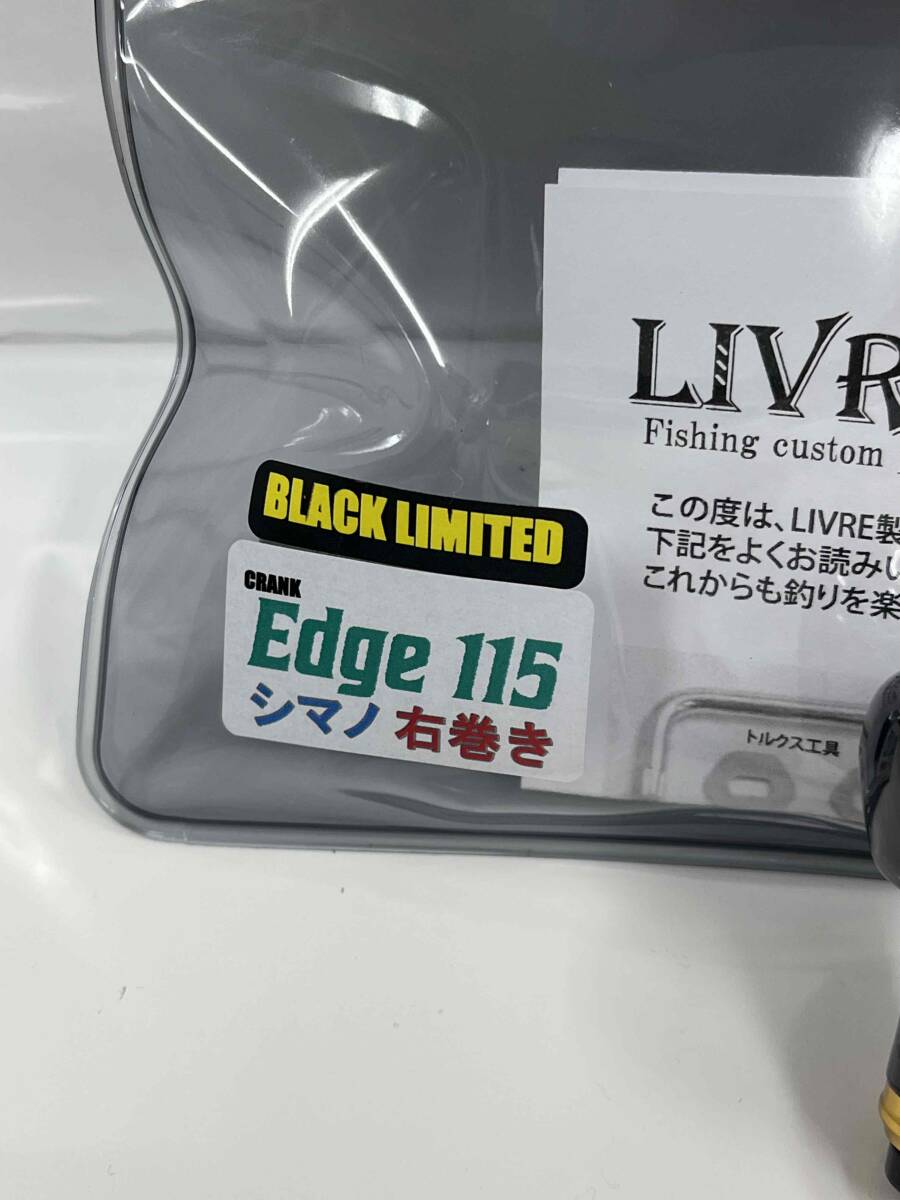 LIVR
Fishing custom
この度は、LIVRE製
下記をよくお読みい
これからも釣りを楽
BLACK LIMITED
CRANK
Edge 115
シマノ 右巻き
トルクス工具